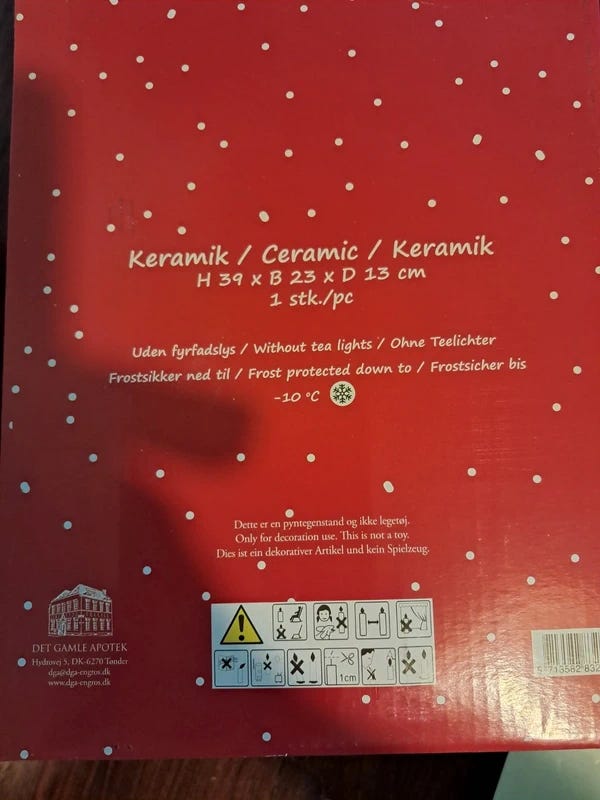 Keramik / Ceramic / Keramik
H 39 x B 23 x D 13 cm
1 stk./pc
Uden fyrfadslys / Without tea lights / Ohne Teelichter
Frostsikker ned til / Frost protected down to / Frostsicher bis
-10 °C
Dette er en pyntegenstand og ikke legetøj.
Only for decoration use. This is not a toy.
Dies ist ein dekorativer Artikel und kein Spielzeug.
DET GAMLE APOTEK
Hydrovej 5, DK-6270 Tønder
dga@dga-engros.dk
www.dga-engros.dk
1cm